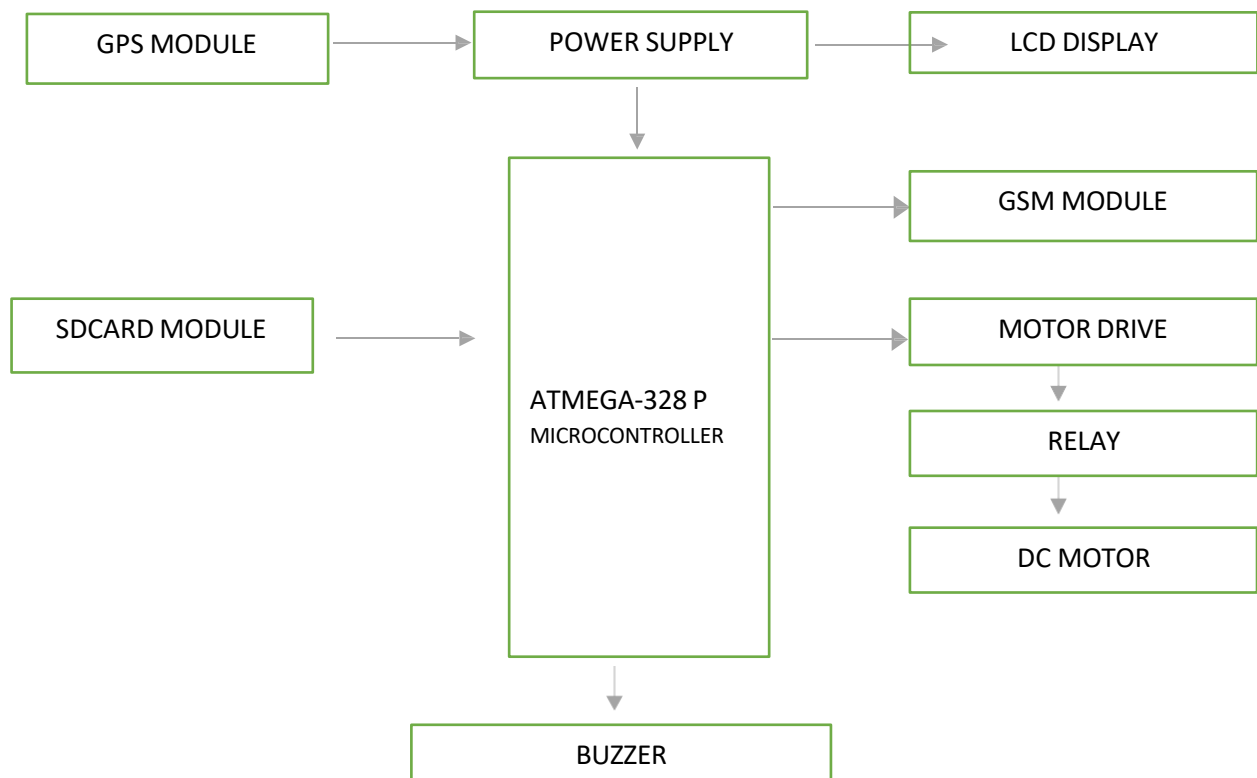 GPS MODULE
POWER SUPPLY
LCD DISPLAY
GSM MODULE
SDCARD MODULE
MOTOR DRIVE
ATMEGA-328 P
MICROCONTROLLER
RELAY
DC MOTOR
BUZZER